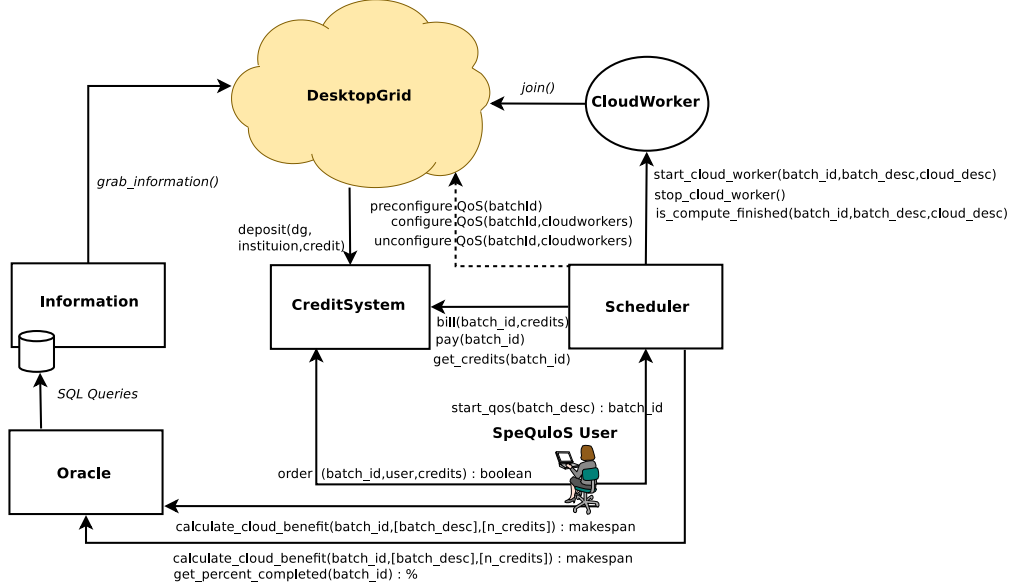 DesktopGrid
join()
CloudWorker
grab_information()
start_cloud_worker(batch_id,batch_desc,cloud_desc)
stop_cloud_worker()
is_compute_finished(batch_id,batch_desc,cloud_desc)
preconfigure QoS(batchId)
configure QoS(batchId,cloudworkers)
unconfigure QoS(batchId,cloudworkers)
deposit(dg,
instituion,credit)
Information
CreditSystem
Scheduler
bill(batch_id,credits)
pay(batch_id)
get_credits(batch_id)
SQL Queries
start_qos(batch_desc) : batch_id
SpeQuloS User
Oracle
order (batch_id,user,credits) : boolean
calculate_cloud_benefit(batch_id,[batch_desc],[n_credits]) : makespan
calculate_cloud_benefit(batch_id,[batch_desc],[n_credits]) : makespan
get_percent_completed(batch_id) : %